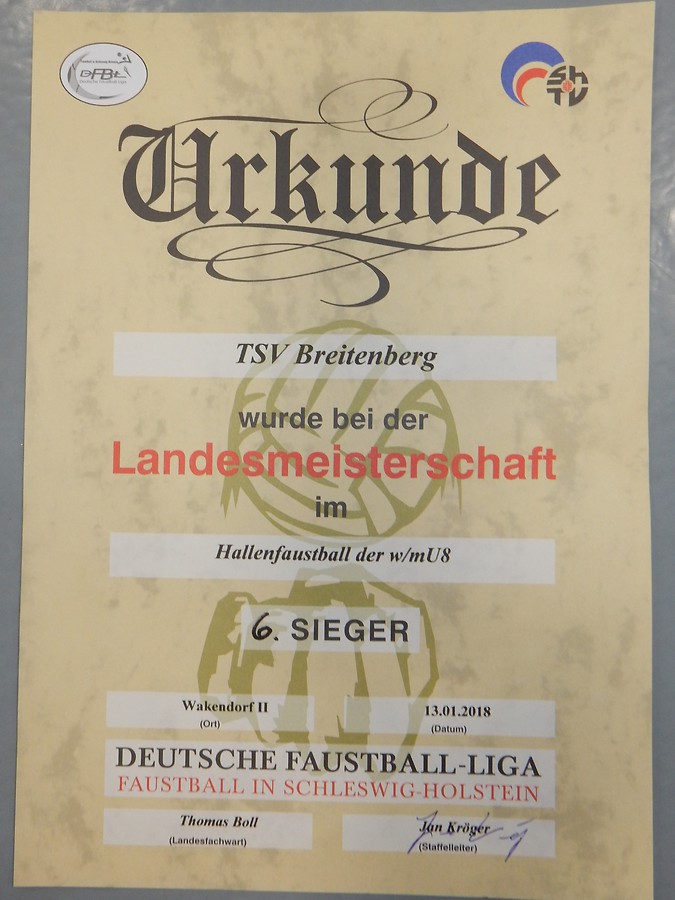 DFBL
SHTV
Urkunde
TSV Breitenberg
wurde bei der
Landesmeisterschaft
im
Hallenfaustball der w/mU8
6. SIEGER
Wakendorf II
(Ort)
13.01.2018
(Datum)
DEUTSCHE FAUSTBALL-LIGA
FAUSTBALL IN SCHLESWIG-HOLSTEIN
Thomas Boll
(Landesfachwart)
Jan Kröger
(Staffelleiter)